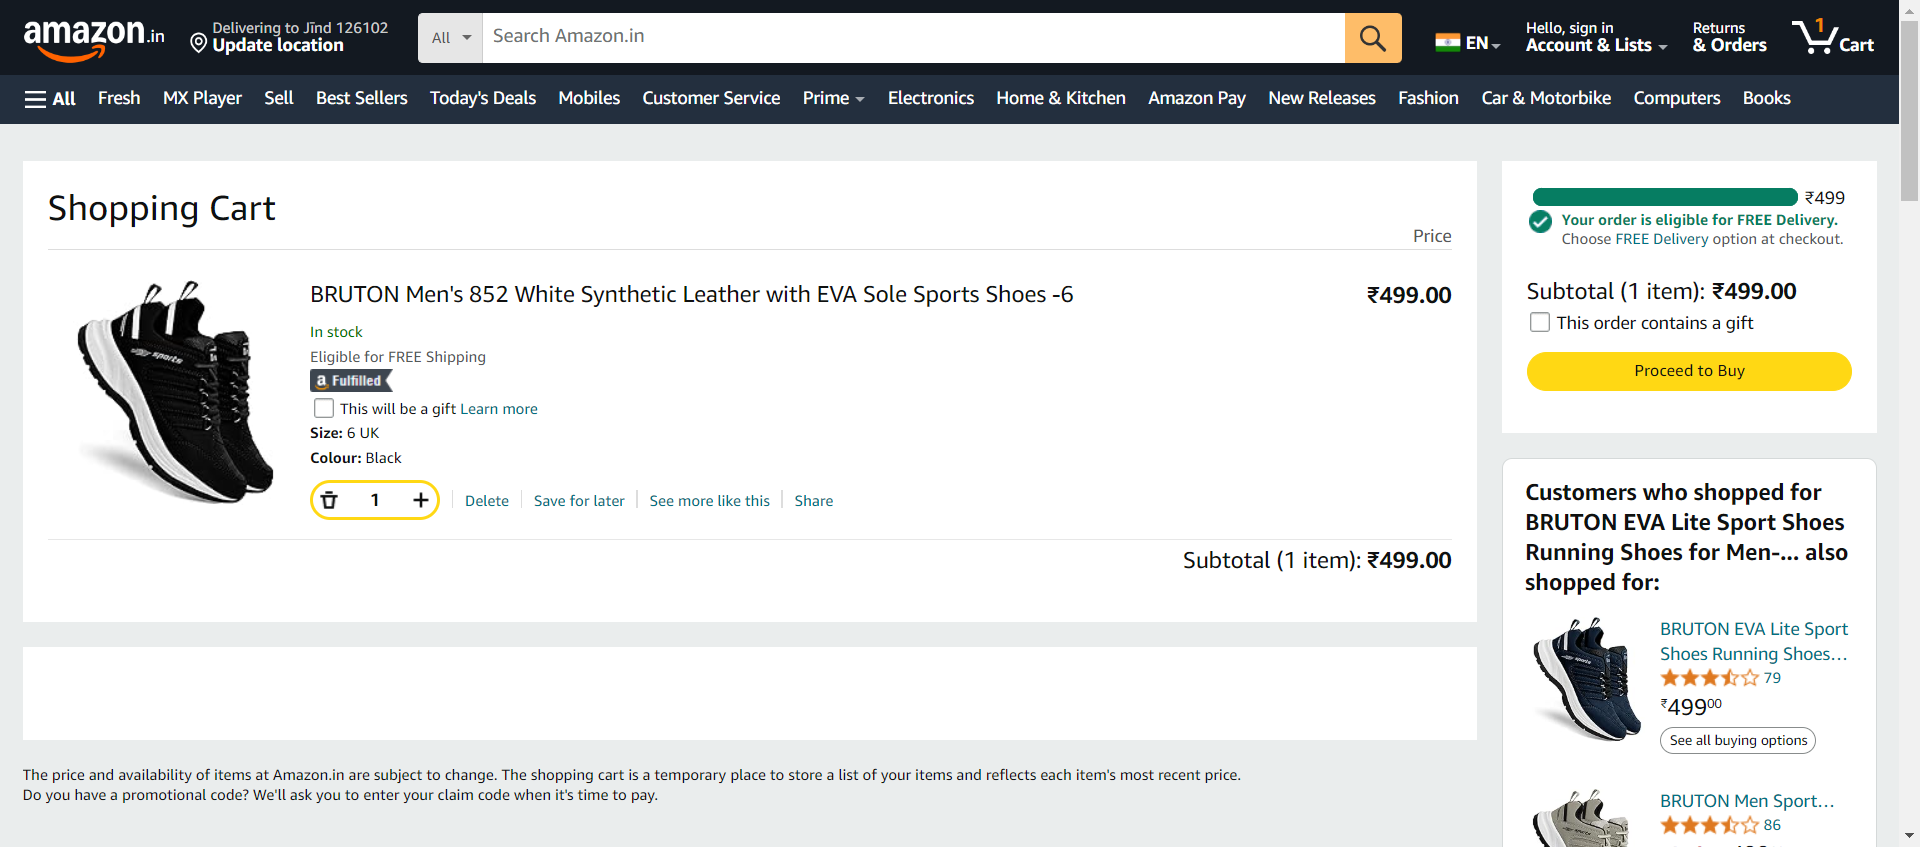 amazon.in
Delivering to Jīnd 126102
Update location
All
Search Amazon.in
EN
Hello, sign in
Account & Lists
Returns
& Orders
1
Cart
All
Fresh
MX Player
Sell
Best Sellers
Today's Deals
Mobiles
Customer Service
Prime
Electronics
Home & Kitchen
Amazon Pay
New Releases
Fashion
Car & Motorbike
Computers
Books
Shopping Cart
Price
BRUTON Men's 852 White Synthetic Leather with EVA Sole Sports Shoes -6
₹499.00
In stock
Eligible for FREE Shipping
a Fulfilled
This will be a gift Learn more
Size: 6 UK
Colour: Black
1
Delete
Save for later
See more like this
Share
sports
Subtotal (1 item): ₹499.00
The price and availability of items at Amazon.in are subject to change. The shopping cart is a temporary place to store a list of your items and reflects each item's most recent price.
Do you have a promotional code? We'll ask you to enter your claim code when it's time to pay.
₹499
Your order is eligible for FREE Delivery.
Choose FREE Delivery option at checkout.
Subtotal (1 item): ₹499.00
This order contains a gift
Proceed to Buy
Customers who shopped for
BRUTON EVA Lite Sport Shoes
Running Shoes for Men-... also
shopped for:
BRUTON EVA Lite Sport
Shoes Running Shoes...
79
₹49900
See all buying options
BRUTON Men Sport...
86